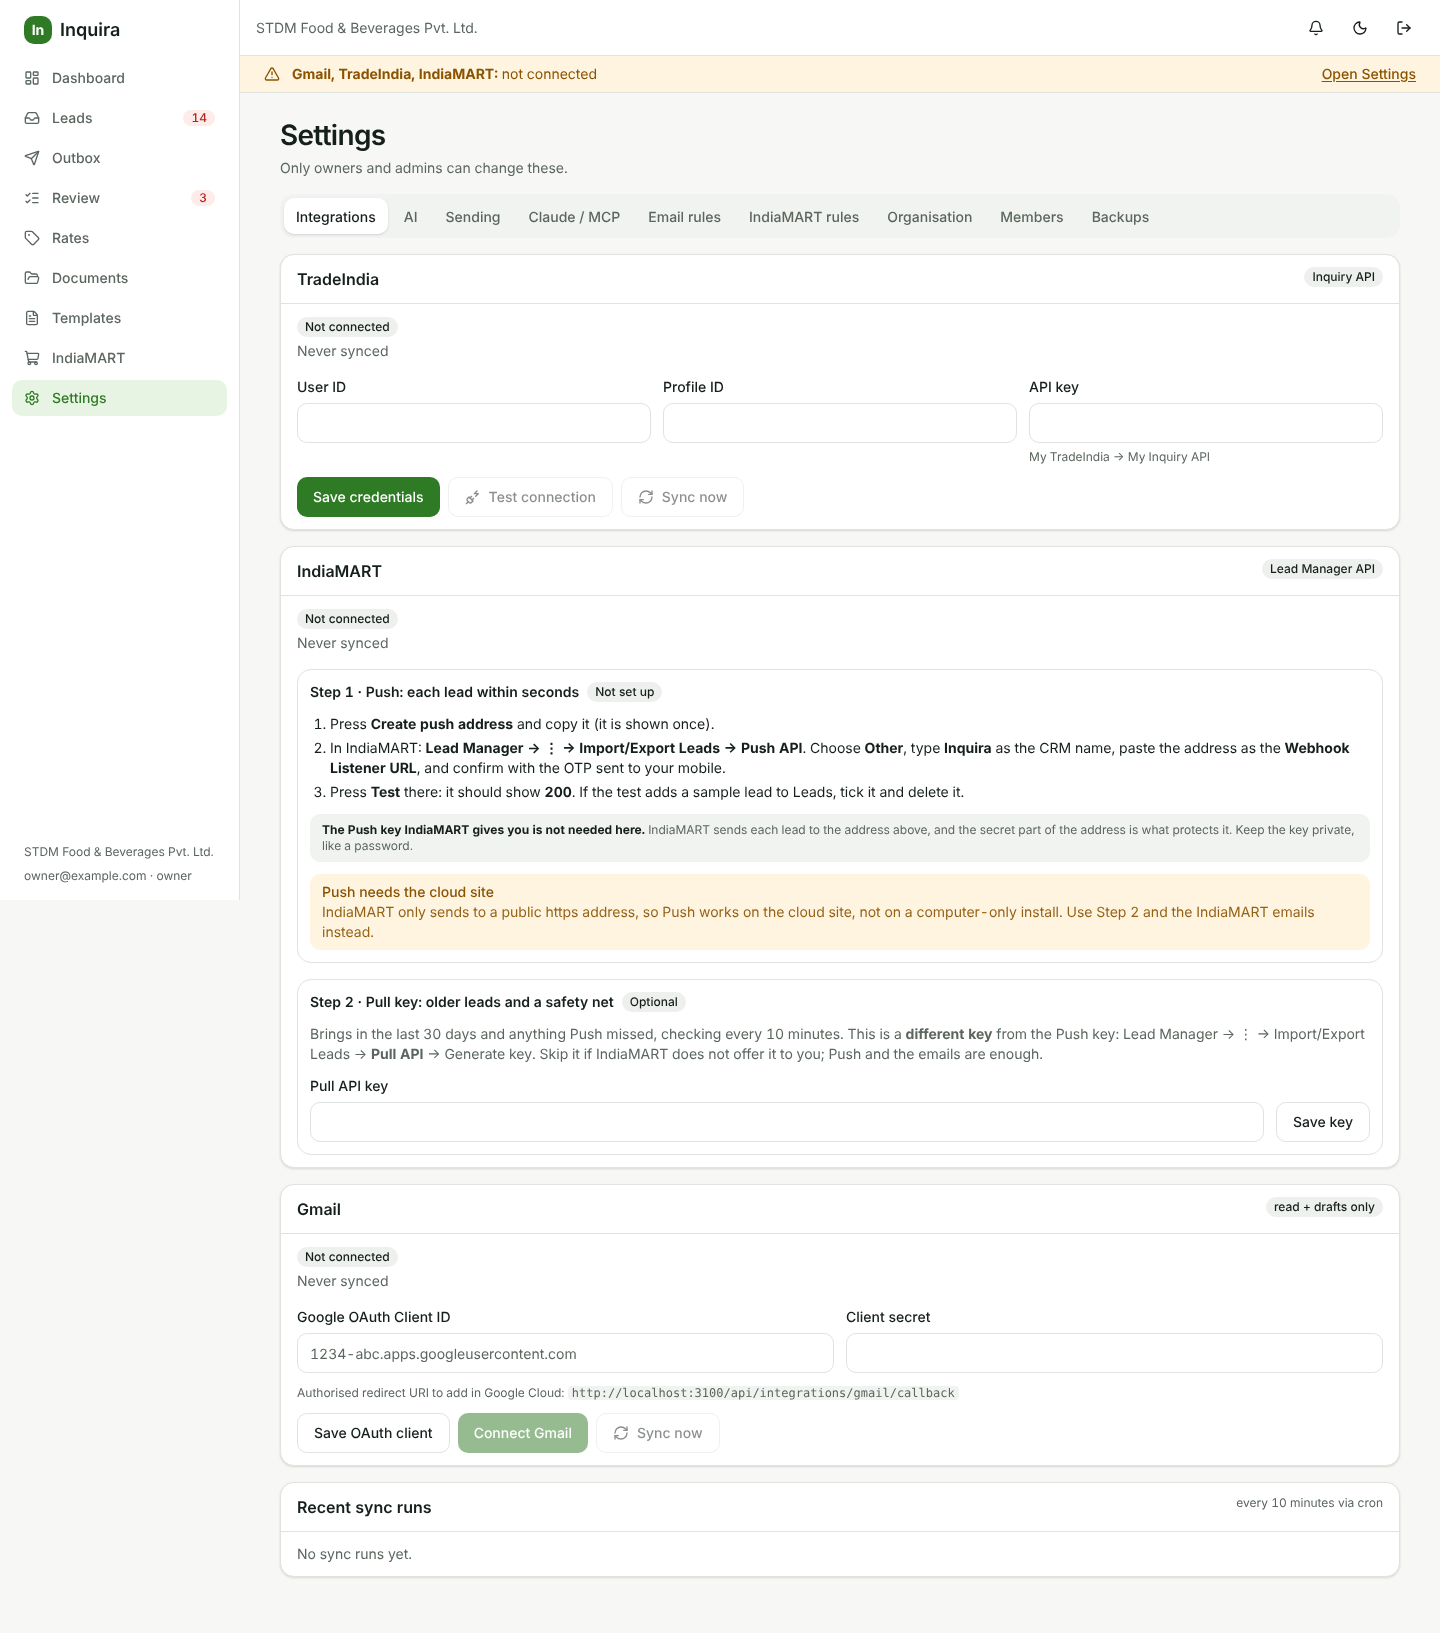 In Inquira
STDM Food & Beverages Pvt. Ltd.
Gmail, TradeIndia, IndiaMART: not connected
Open Settings
Dashboard
Leads 14
Outbox
Review 3
Rates
Documents
Templates
IndiaMART
Settings
STDM Food & Beverages Pvt. Ltd.
owner@example.com · owner
Settings
Only owners and admins can change these.
Integrations AI Sending Claude / MCP Email rules IndiaMART rules Organisation Members Backups
TradeIndia Inquiry API
Not connected
Never synced
User ID Profile ID API key
My TradeIndia → My Inquiry API
Save credentials Test connection Sync now
IndiaMART Lead Manager API
Not connected
Never synced
Step 1 · Push: each lead within seconds Not set up
1. Press Create push address and copy it (it is shown once).
2. In IndiaMART: Lead Manager → ⋮ → Import/Export Leads → Push API. Choose Other, type Inquira as the CRM name, paste the address as the Webhook
Listener URL, and confirm with the OTP sent to your mobile.
3. Press Test there: it should show 200. If the test adds a sample lead to Leads, tick it and delete it.
The Push key IndiaMART gives you is not needed here. IndiaMART sends each lead to the address above, and the secret part of the address is what protects it. Keep the key private,
like a password.
Push needs the cloud site
IndiaMART only sends to a public https address, so Push works on the cloud site, not on a computer-only install. Use Step 2 and the IndiaMART emails
instead.
Step 2 · Pull key: older leads and a safety net Optional
Brings in the last 30 days and anything Push missed, checking every 10 minutes. This is a different key from the Push key: Lead Manager → ⋮ → Import/Export
Leads → Pull API → Generate key. Skip it if IndiaMART does not offer it to you; Push and the emails are enough.
Pull API key
Save key
Gmail read + drafts only
Not connected
Never synced
Google OAuth Client ID Client secret
1234-abc.apps.googleusercontent.com
Authorised redirect URI to add in Google Cloud: http://localhost:3100/api/integrations/gmail/callback
Save OAuth client Connect Gmail Sync now
Recent sync runs every 10 minutes via cron
No sync runs yet.